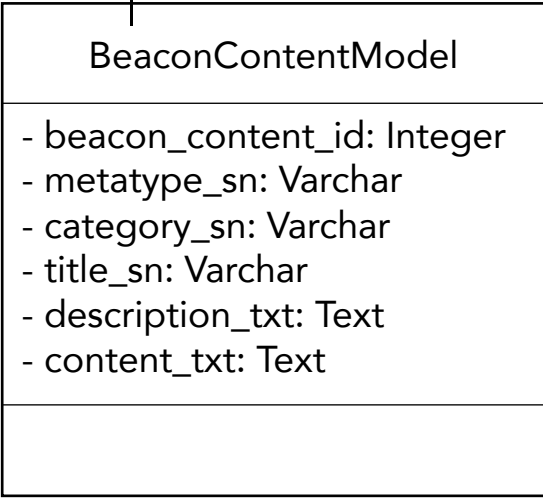 BeaconContentModel
- beacon_content_id: Integer
- metatype_sn: Varchar
- category_sn: Varchar
- title_sn: Varchar
- description_txt: Text
- content_txt: Text